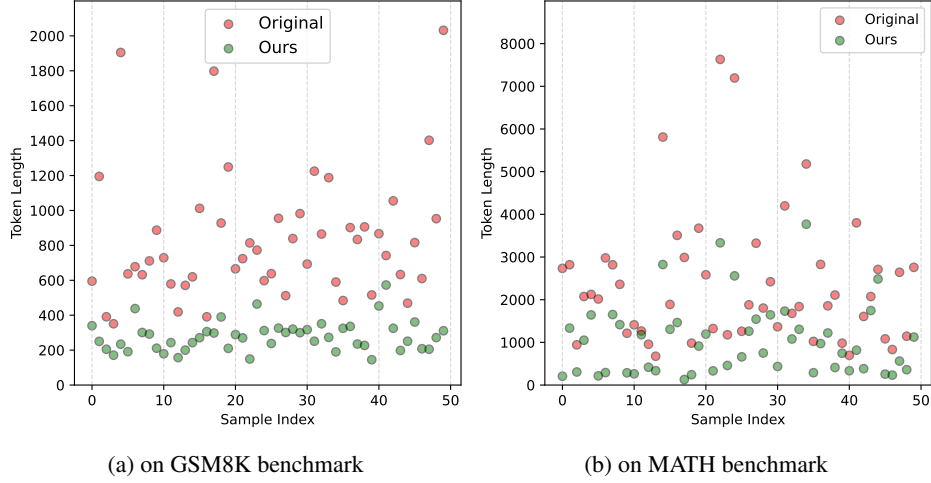 Original
Ours
2000
1800
1600
1400
1200
1000
800
600
400
200
0
Token Length
0 10 20 30 40 50
Sample Index
(a) on GSM8K benchmark
Original
Ours
8000
7000
6000
5000
4000
3000
2000
1000
0
Token Length
0 10 20 30 40 50
Sample Index
(b) on MATH benchmark